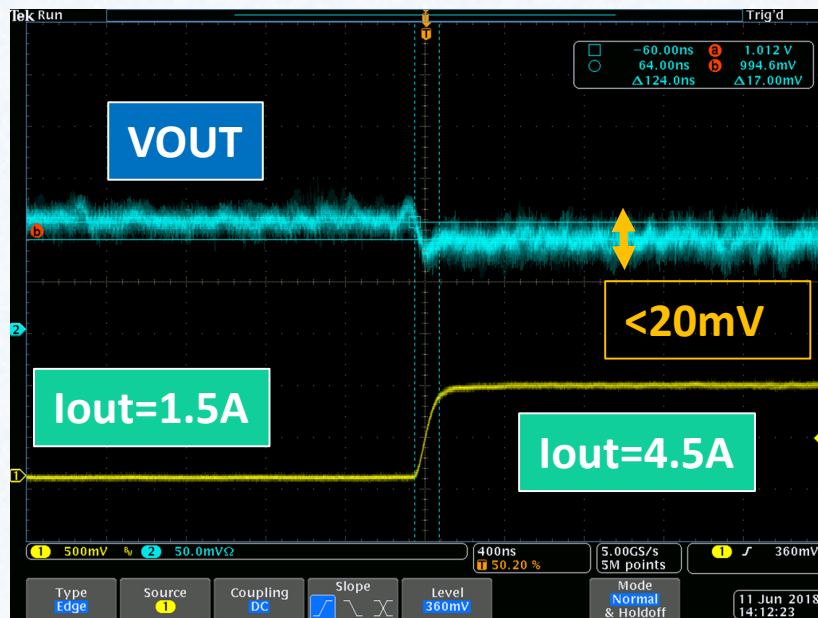 Tek Run
Trig'd
T
T
−60.00ns a 1.012 V
64.00ns b 994.6mV
Δ124.0ns Δ17.00mV
VOUT
b
<20mV
2
Iout=1.5A
Iout=4.5A
1
1 500mV BW 2 50.0mVΩ
400ns
T 50.20 %
5.00GS/s
5M points
1 360mV
Type
Edge
Source
1
Coupling
DC
Slope
Level
360mV
Mode
Normal
& Holdoff
11 Jun 2018
14:12:23